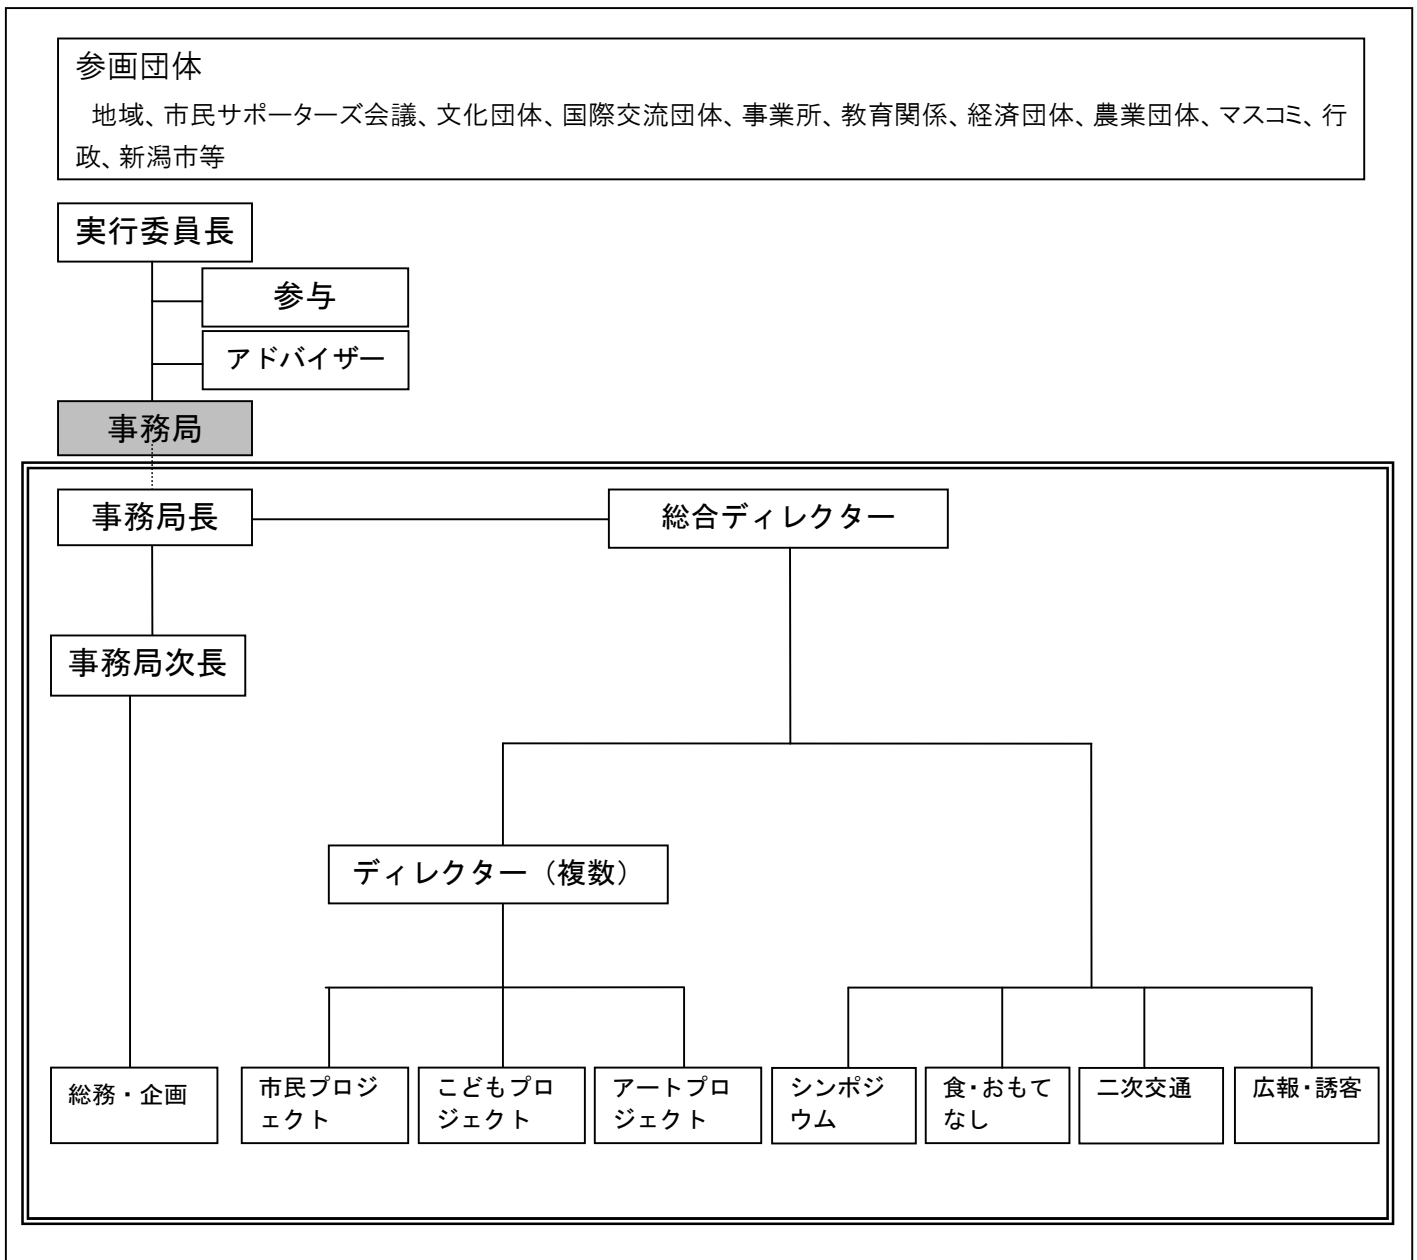 参画団体
地域、市民サポーターズ会議、文化団体、国際交流団体、事業所、教育関係、経済団体、農業団体、マスコミ、行
政、新潟市等
実行委員長
参与
アドバイザー
事務局
事務局長
総合ディレクター
事務局次長
ディレクター（複数）
総務・企画
市民プロジ
ェクト
こどもプロ
ジェクト
アートプロ
ジェクト
シンポジ
ウム
食・おもて
なし
二次交通
広報・誘客